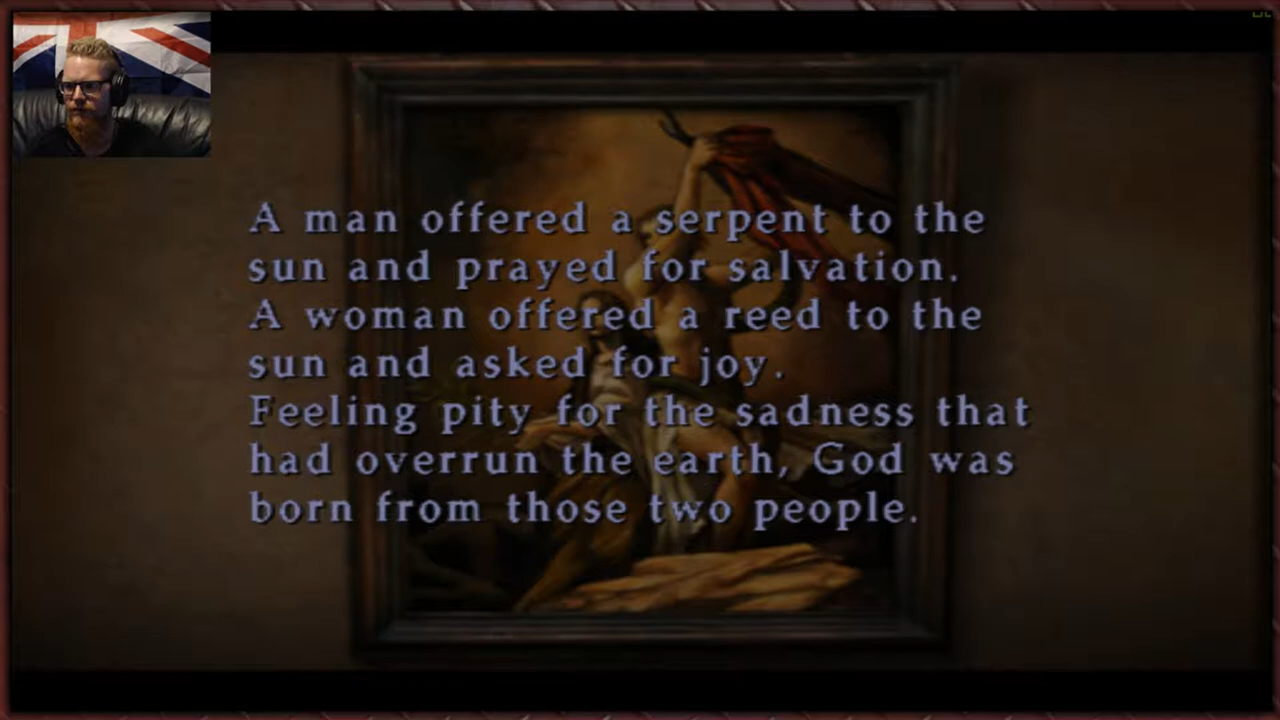 A man offered a serpent to the
sun and prayed for salvation.
A woman offered a reed to the
sun and asked for joy.
Feeling pity for the sadness that
had overrun the earth, God was
born from those two people.